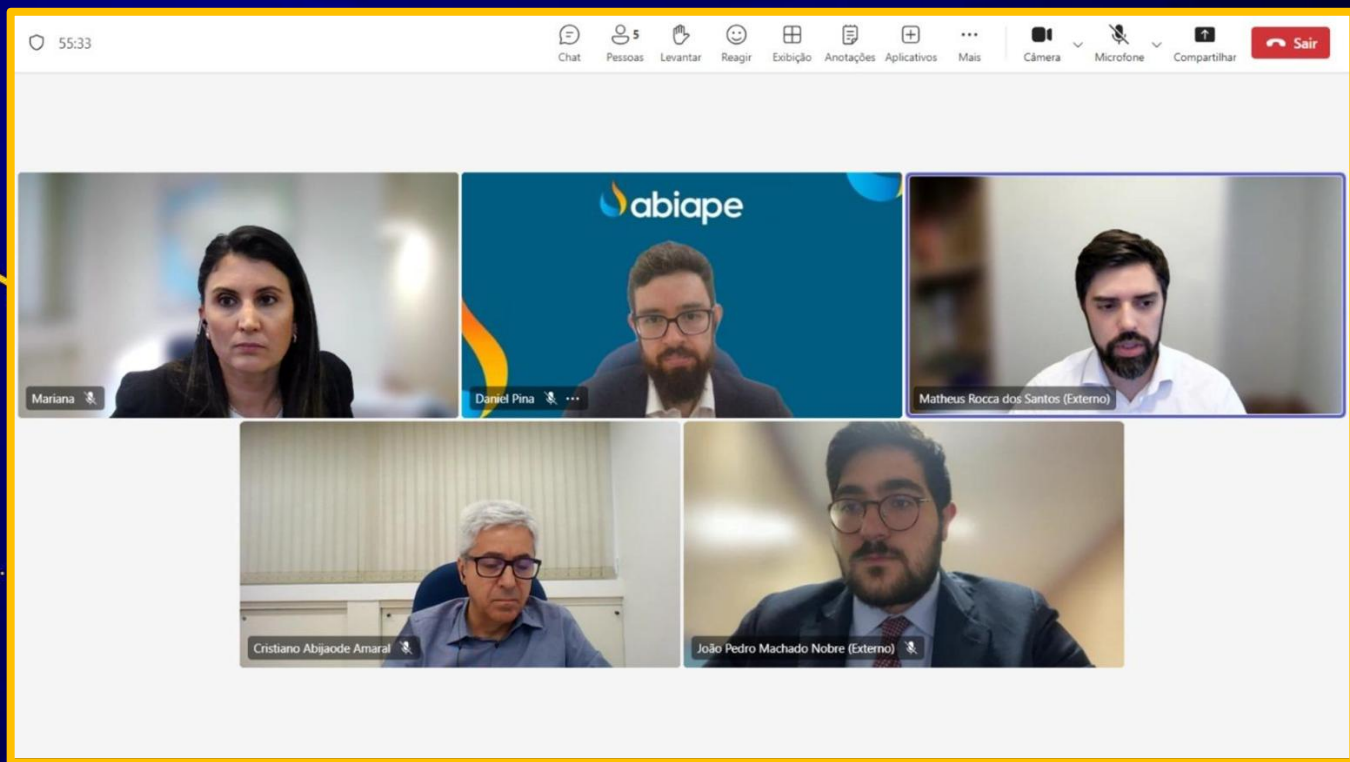 55:33
Chat
Pessoas 5
Levantar
Reagir
Exibição
Anotações
Aplicativos
Mais
Câmera
Microfone
Compartilhar
Sair
abiape
Mariana
Daniel Pina
Matheus Rocca dos Santos (Externo)
Cristiano Abijaode Amaral
João Pedro Machado Nobre (Externo)